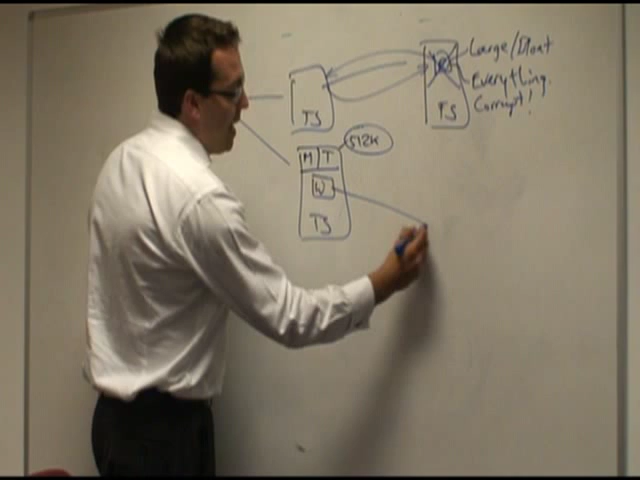 Large/Bloat
Everything.
Corrupt!
TS
TS
512K
M T
W
TS